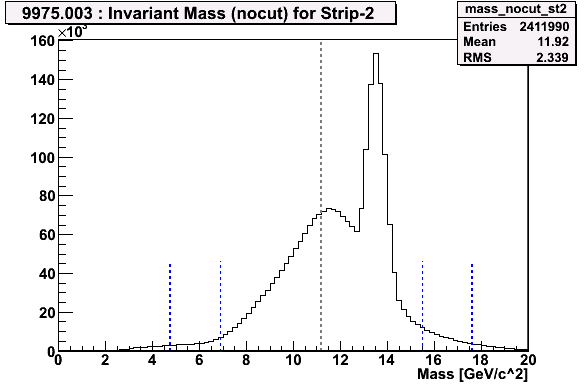 9975.003 : Invariant Mass (nocut) for Strip-2
mass_nocut_st2
Entries 2411990
Mean 11.92
RMS 2.339
×10³
160
140
120
100
80
60
40
20
0
0 2 4 6 8 10 12 14 16 18 20
Mass [GeV/c^2]